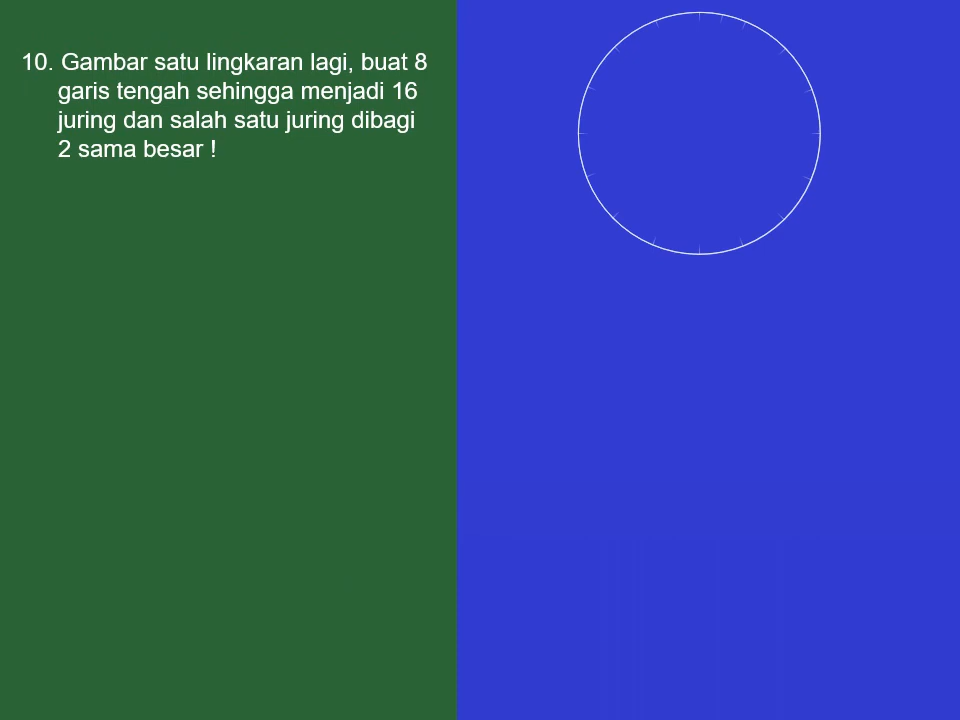 10. Gambar satu lingkaran lagi, buat 8
garis tengah sehingga menjadi 16
juring dan salah satu juring dibagi
2 sama besar !